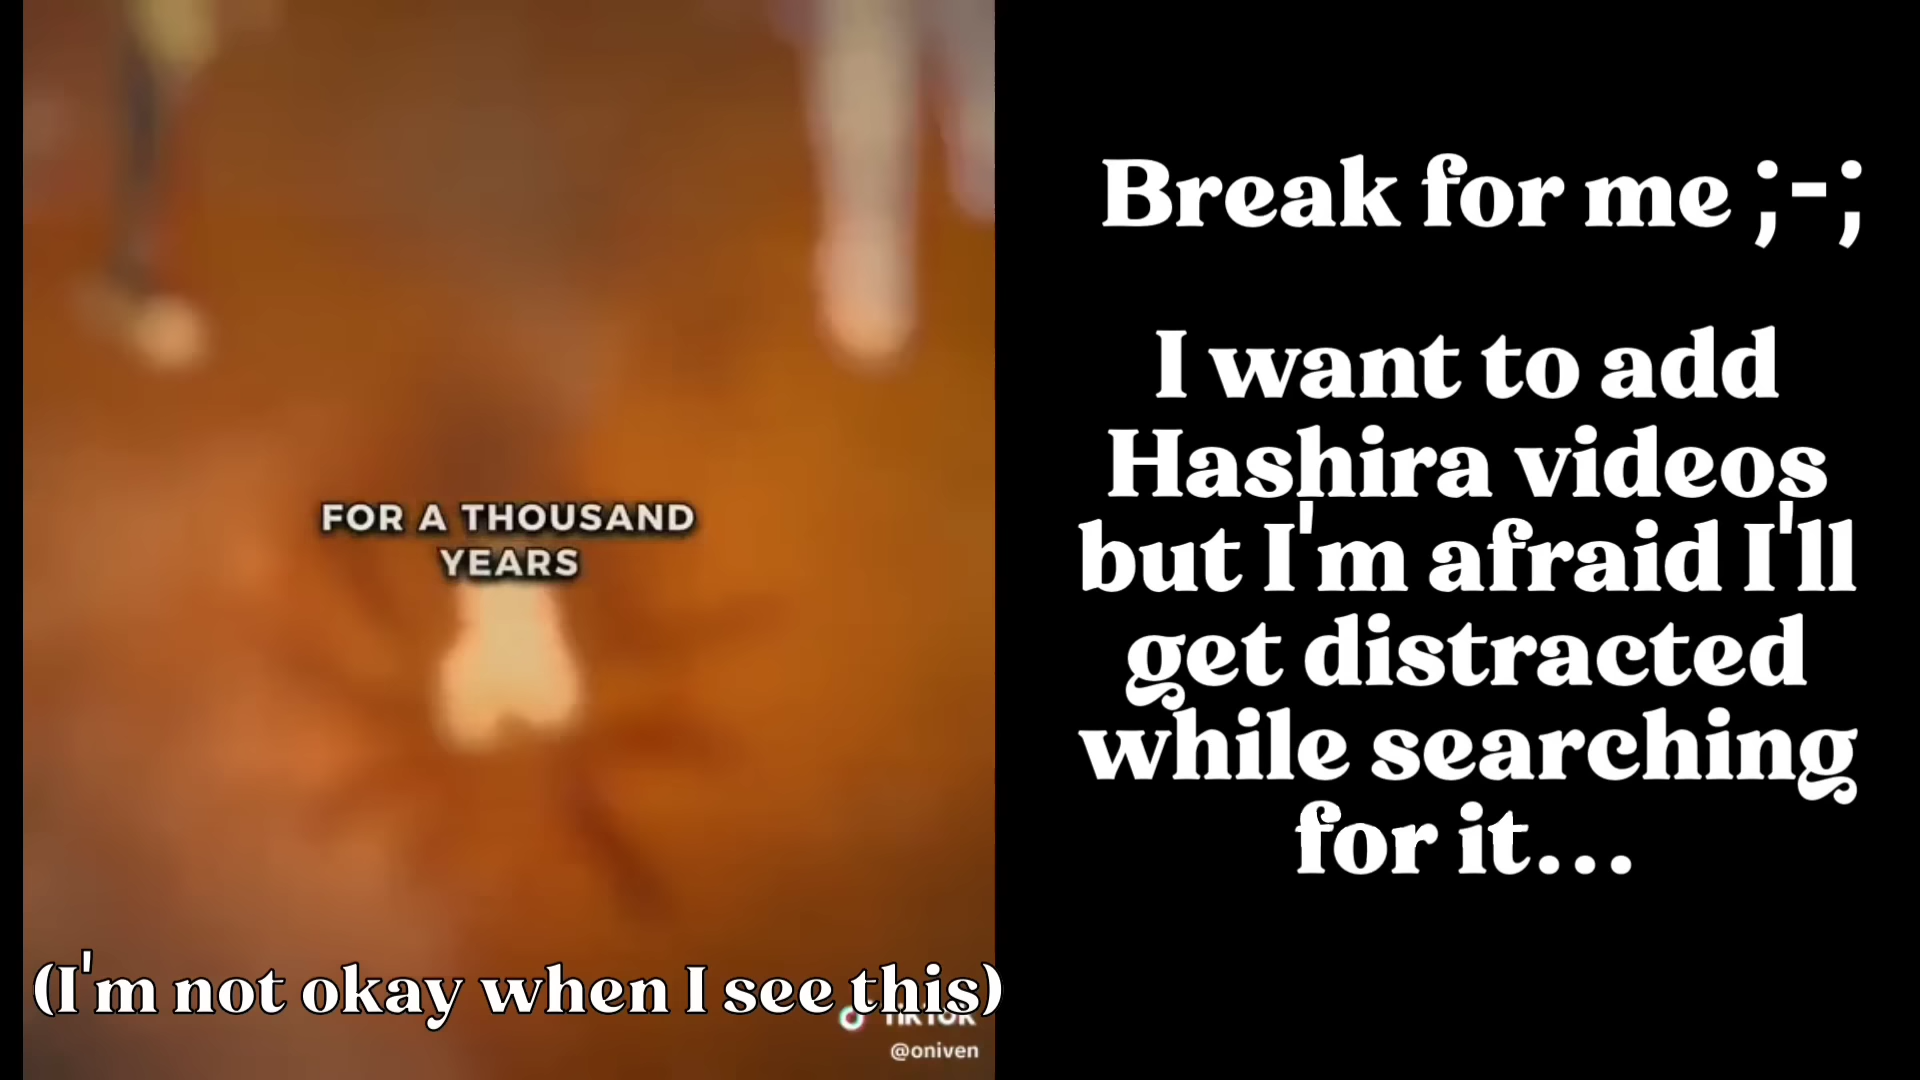 FOR A THOUSAND
YEARS
(I'm not okay when I see this)
TikTok
@oniven
Break for me ;-;
I want to add
Hashira videos
but I'm afraid I'll
get distracted
while searching
for it...